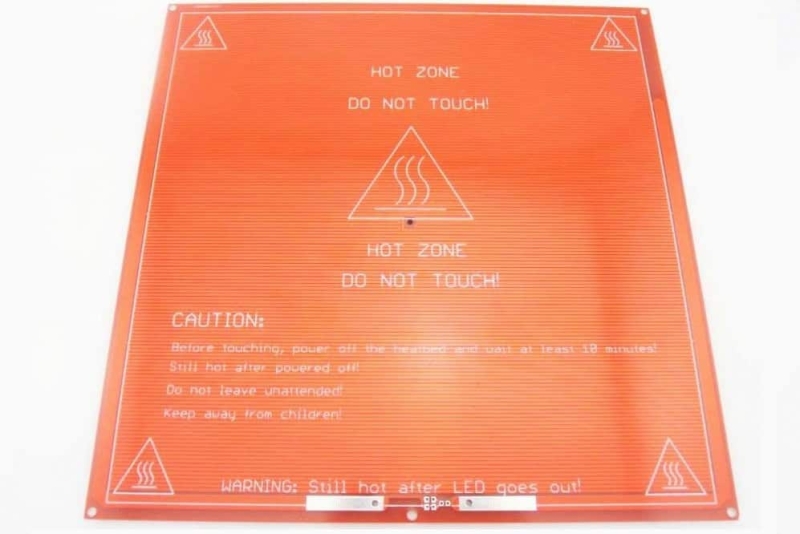 HOT ZONE
DO NOT TOUCH!
HOT ZONE
DO NOT TOUCH!
CAUTION:
Before touching, power off the heatbed and wait at least 10 minutes!
Still hot after powered off!
Do not leave unattended!
Keep away from children!
WARNING: Still hot after LED goes out!